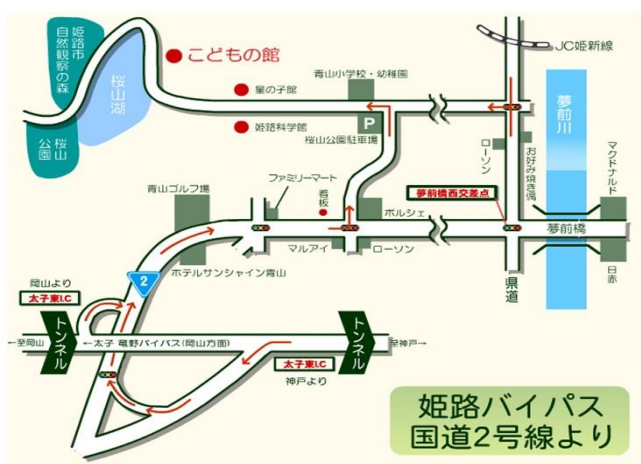 JC姫新線
姫路市
自然観察の森
桜山湖
こどもの館
青山小学校・幼稚園
星の子館
姫路科学館
P
桜山公園駐車場
桜山
公園
ローソン
お好み焼き偶
夢前川
マクドナルド
ファミリーマート
看板
ポルシェ
夢前橋西交差点
青山ゴルフ場
マルアイ
ローソン
夢前橋
日赤
県道
ホテルサンシャイン青山
2
岡山より
太子東I.C
トンネル
←至岡山
←太子 竜野バイパス(岡山方面)
トンネル
至神戸→
太子東I.C
神戸より
姫路バイパス
国道2号線より